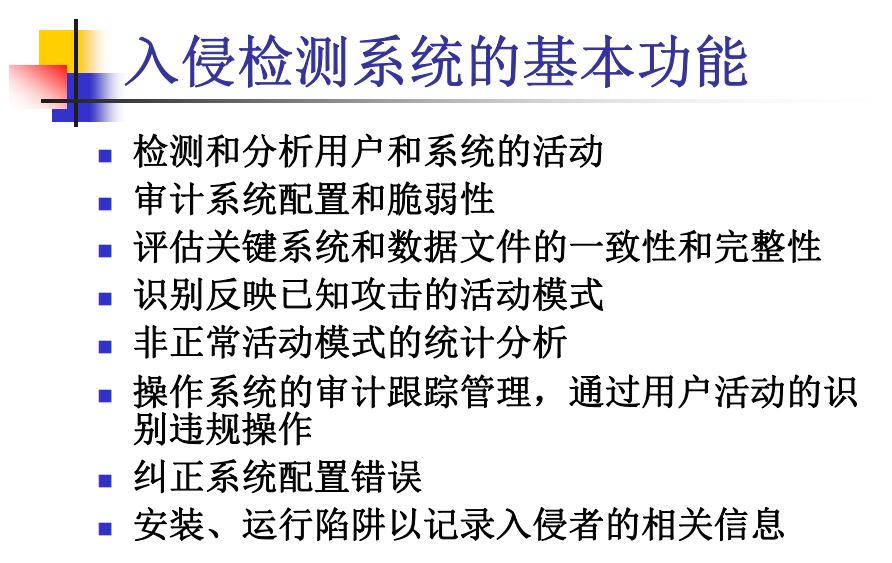 入侵检测系统的基本功能
检测和分析用户和系统的活动
审计系统配置和脆弱性
评估关键系统和数据文件的一致性和完整性
识别反映已知攻击的活动模式
非正常活动模式的统计分析
操作系统的审计跟踪管理，通过用户活动的识
别违规操作
纠正系统配置错误
安装、运行陷阱以记录入侵者的相关信息